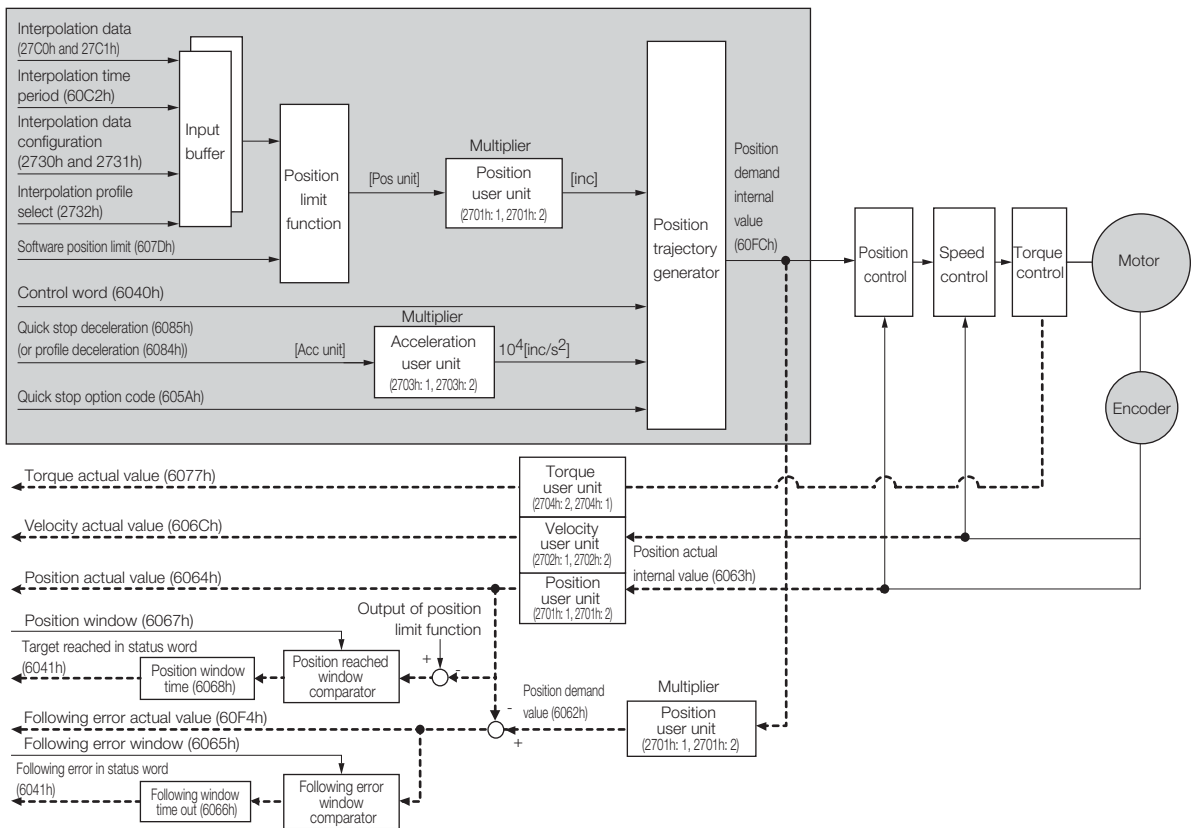 Interpolation data
(27C0h and 27C1h)
Interpolation time
period (60C2h)
Interpolation data
configuration
(2730h and 2731h)
Interpolation profile
select (2732h)
Software position limit (607Dh)
Control word (6040h)
Quick stop deceleration (6085h)
(or profile deceleration (6084h))
Quick stop option code (605Ah)
Input
buffer
Position
limit
function
[Pos unit]
Multiplier
Position
user unit
(2701h: 1, 2701h: 2)
[inc]
[Acc unit]
Multiplier
Acceleration
user unit
(2703h: 1, 2703h: 2)
10⁴[inc/s²]
Position
trajectory
generator
Position
demand
internal
value
(60FCh)
Position
control
Speed
control
Torque
control
Motor
Encoder
Torque actual value (6077h)
Torque
user unit
(2704h: 2, 2704h: 1)
Velocity actual value (606Ch)
Velocity
user unit
(2702h: 1, 2702h: 2)
Position actual
internal value (6063h)
Position actual value (6064h)
Position
user unit
(2701h: 1, 2701h: 2)
Position window (6067h)
Output of position
limit function
Target reached in status word
(6041h)
Position window
time (6068h)
Position reached
window
comparator
+
-
Following error actual value (60F4h)
-
+
Position demand
value (6062h)
Multiplier
Position
user unit
(2701h: 1, 2701h: 2)
Following error window (6065h)
Following error in status word
(6041h)
Following window
time out (6066h)
Following error
window
comparator